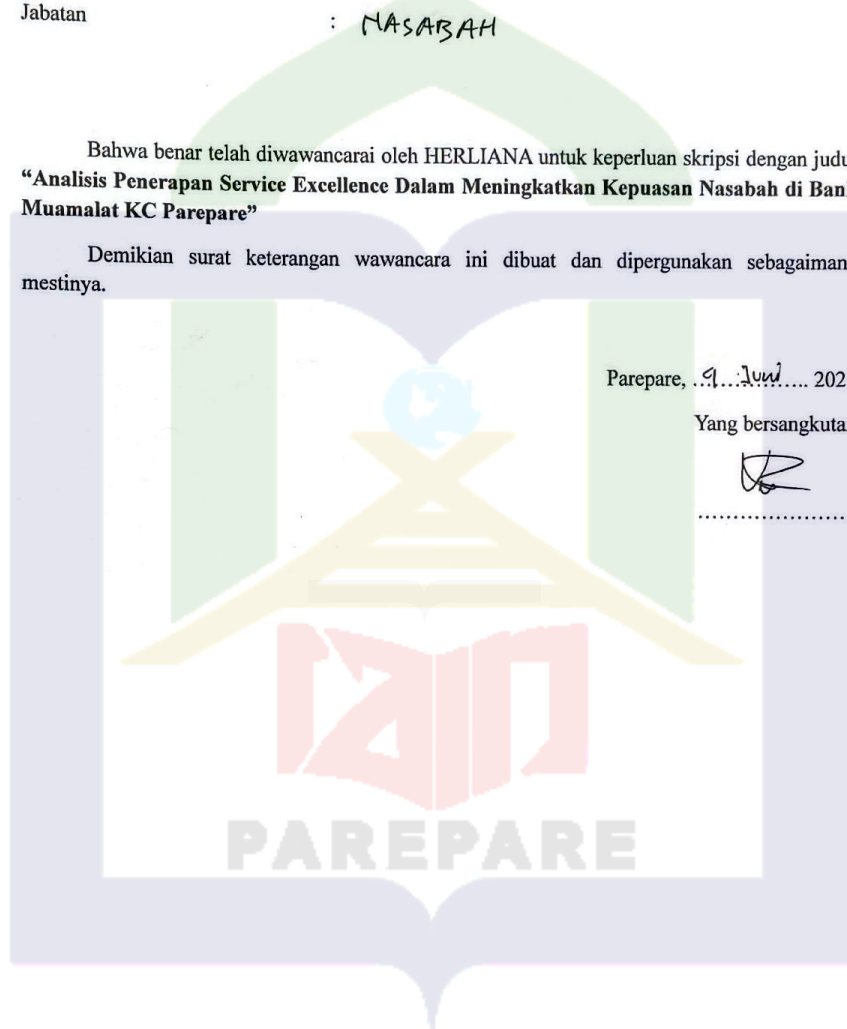 Jabatan : NASABAH
Bahwa benar telah diwawancarai oleh HERLIANA untuk keperluan skripsi dengan judu
“Analisis Penerapan Service Excellence Dalam Meningkatkan Kepuasan Nasabah di Ban
Muamalat KC Parepare”
Demikian surat keterangan wawancara ini dibuat dan dipergunakan sebagaiman
mestinya.
Parepare, ..9...Juni..... 202
Yang bersangkuta
......................
iain
PAREPARE